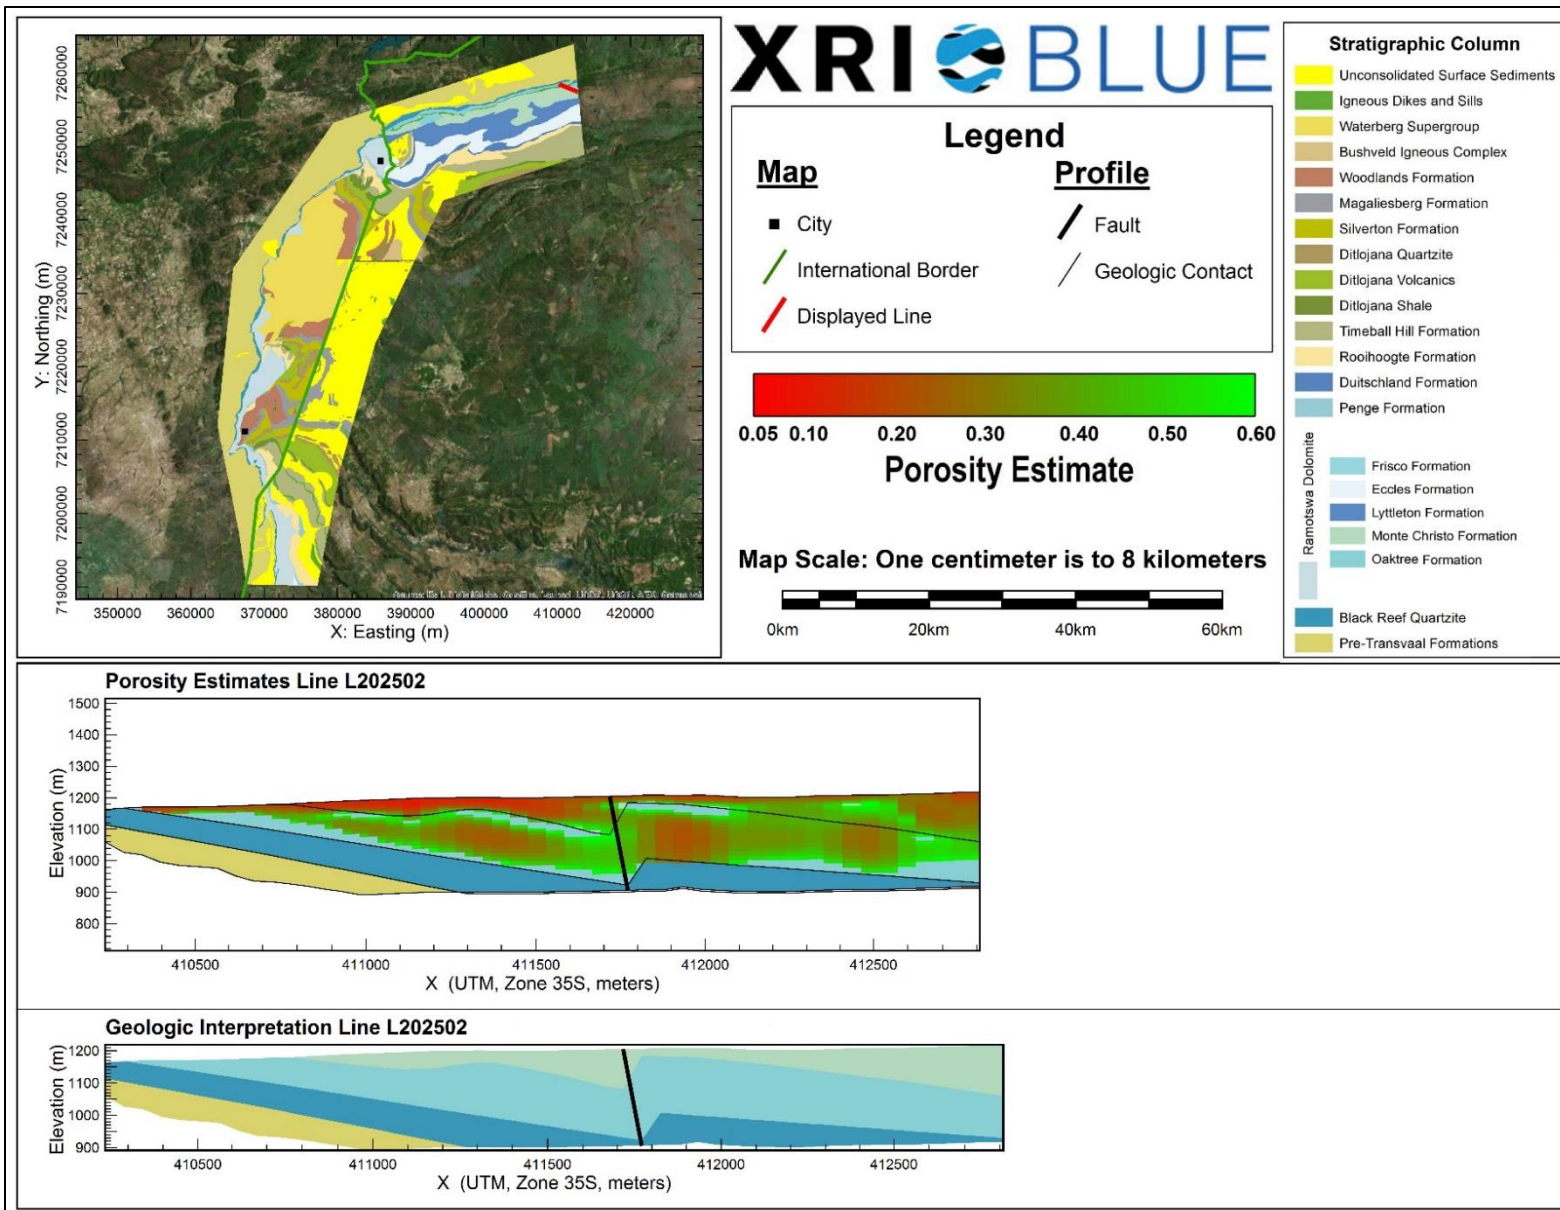 XRI BLUE
7260000
7250000
7240000
7230000
7220000
7210000
7200000
7190000
Y: Northing (m)
350000 360000 370000 380000 390000 400000 410000 420000
X: Easting (m)
Legend
Map
City
International Border
Displayed Line
Profile
Fault
Geologic Contact
0.05 0.10 0.20 0.30 0.40 0.50 0.60
Porosity Estimate
Map Scale: One centimeter is to 8 kilometers
0km 20km 40km 60km
Stratigraphic Column
Unconsolidated Surface Sediments
Igneous Dikes and Sills
Waterberg Supergroup
Bushveld Igneous Complex
Woodlands Formation
Magaliesberg Formation
Silverton Formation
Ditlojana Quartzite
Ditlojana Volcanics
Ditlojana Shale
Timeball Hill Formation
Rooihoogte Formation
Duitschland Formation
Penge Formation
Ramotswa Dolomite
Frisco Formation
Eccles Formation
Lyttleton Formation
Monte Christo Formation
Oaktree Formation
Black Reef Quartzite
Pre-Transvaal Formations
Porosity Estimates Line L202502
1500
1400
1300
1200
1100
1000
900
800
Elevation (m)
410500 411000 411500 412000 412500
X (UTM, Zone 35S, meters)
Geologic Interpretation Line L202502
1200
1100
1000
900
Elevation (m)
410500 411000 411500 412000 412500
X (UTM, Zone 35S, meters)